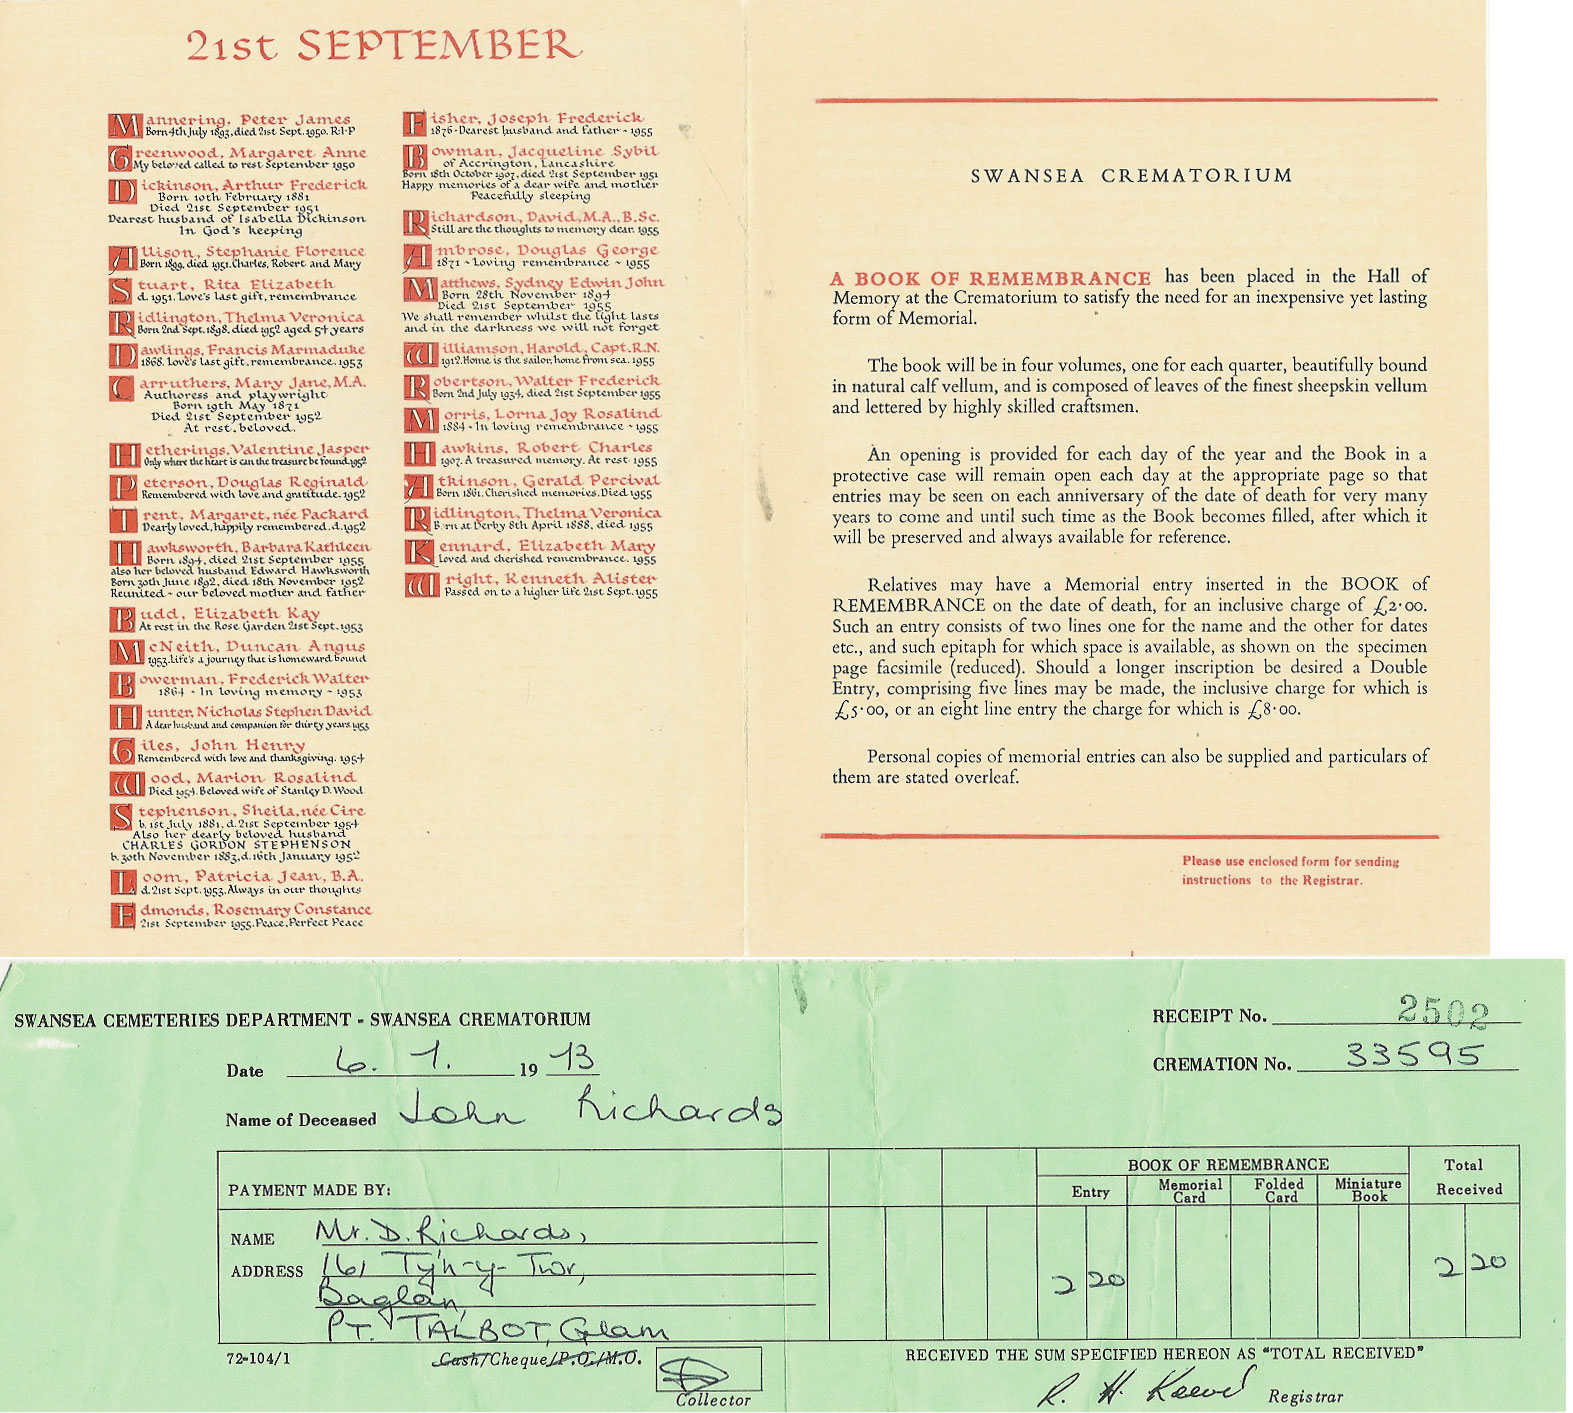 21st SEPTEMBER
Mannering, Peter James
Born 4th July 1893, died 21st Sept. 1950. R·I·P
Greenwood, Margaret Anne
My beloved called to rest September 1950
Dickinson, Arthur Frederick
Born 10th February 1881
Died 21st September 1951
Dearest husband of Isabella Dickinson
In God's keeping
Allison, Stephanie Florence
Born 1899, died 1951. Charles, Robert and Mary
Stuart, Rita Elizabeth
d. 1951. Love's last gift, remembrance
Ridlington, Thelma Veronica
Born 2nd Sept. 1898, died 1952 aged 54 years
Dawlings, Francis Marmaduke
1868. Love's last gift, remembrance. 1953
Carruthers, Mary Jane, M.A.
Authoress and playwright
Born 19th May 1871
Died 21st September 1952
At rest, beloved.
Hetherings, Valentine Jasper
Only where the heart is can the treasure be found. 1952
Peterson, Douglas Reginald
Remembered with love and gratitude. 1952
Trent, Margaret, née Packard
Dearly loved, happily remembered. d. 1952
Hawksworth, Barbara Kathleen
Born 1894, died 21st September 1955
also her beloved husband Edward Hawksworth
Born 30th June 1892, died 18th November 1952
Reunited - our beloved mother and father
Budd, Elizabeth Kay
At rest in the Rose Garden 21st Sept. 1953
McNeith, Duncan Angus
1953. Life's a journey that is homeward bound
Bowerman, Frederick Walter
1864 - In loving memory - 1953
Hunter, Nicholas Stephen David
A dear husband and companion for thirty years 1953
Giles, John Henry
Remembered with love and thanksgiving. 1954
Wood, Marion Rosalind
Died 1954. Beloved wife of Stanley D. Wood
Stephenson, Sheila, née Cire
b. 1st July 1881, d. 21st September 1954
Also her dearly beloved husband
CHARLES GORDON STEPHENSON
b. 30th November 1883, d. 16th January 1952
Loom, Patricia Jean, B.A.
d. 21st Sept. 1953. Always in our thoughts
Edmonds, Rosemary Constance
21st September 1955. Peace, Perfect Peace
Fisher, Joseph Frederick
1876 - Dearest husband and father - 1955
Bowman, Jacqueline Sybil
of Accrington, Lancashire
Born 18th October 1907, died 21st September 1951
Happy memories of a dear wife and mother
Peacefully sleeping
Richardson, David, M.A., B.Sc.
Still are the thoughts to memory dear. 1955
Ambrose, Douglas George
1871 - Loving remembrance - 1955
Matthews, Sydney Edwin John
Born 28th November 1894
Died 21st September 1955
We shall remember whilst the light lasts
and in the darkness we will not forget
Williamson, Harold, Capt. R.N.
1912. Home is the sailor, home from sea. 1955
Robertson, Walter Frederick
Born 2nd July 1934, died 21st September 1955
Morris, Lorna Joy Rosalind
1884 - In loving remembrance - 1955
Hawkins, Robert Charles
1907. A treasured memory. At rest 1955
Atkinson, Gerald Percival
Born 1861. Cherished memories. Died 1955
Ridlington, Thelma Veronica
Born at Derby 8th April 1888, died 1955
Kennard, Elizabeth Mary
Loved and cherished remembrance. 1955
Wright, Kenneth Alister
Passed on to a higher life 21st Sept. 1955
SWANSEA CREMATORIUM
A BOOK OF REMEMBRANCE has been placed in the Hall of
Memory at the Crematorium to satisfy the need for an inexpensive yet lasting
form of Memorial.
The book will be in four volumes, one for each quarter, beautifully bound
in natural calf vellum, and is composed of leaves of the finest sheepskin vellum
and lettered by highly skilled craftsmen.
An opening is provided for each day of the year and the Book in a
protective case will remain open each day at the appropriate page so that
entries may be seen on each anniversary of the date of death for very many
years to come and until such time as the Book becomes filled, after which it
will be preserved and always available for reference.
Relatives may have a Memorial entry inserted in the BOOK of
REMEMBRANCE on the date of death, for an inclusive charge of £2·00.
Such an entry consists of two lines one for the name and the other for dates
etc., and such epitaph for which space is available, as shown on the specimen
page facsimile (reduced). Should a longer inscription be desired a Double
Entry, comprising five lines may be made, the inclusive charge for which is
£5·00, or an eight line entry the charge for which is £8·00.
Personal copies of memorial entries can also be supplied and particulars of
them are stated overleaf.
Please use enclosed form for sending
instructions to the Registrar.
SWANSEA CEMETERIES DEPARTMENT - SWANSEA CREMATORIUM
RECEIPT No. 2502
Date 6. 7. 1973
CREMATION No. 33595
Name of Deceased John Richards
PAYMENT MADE BY:
BOOK OF REMEMBRANCE
Entry
Memorial Card
Folded Card
Miniature Book
Total Received
NAME Mr. D. Richards,
ADDRESS 161 Ty'n-y-Twr,
Baglan,
PT. TALBOT, Glam
2 20
2 20
72-104/1
Cash/Cheque/P.O./M.O.
Collector
RECEIVED THE SUM SPECIFIED HEREON AS "TOTAL RECEIVED"
R. H. Registrar